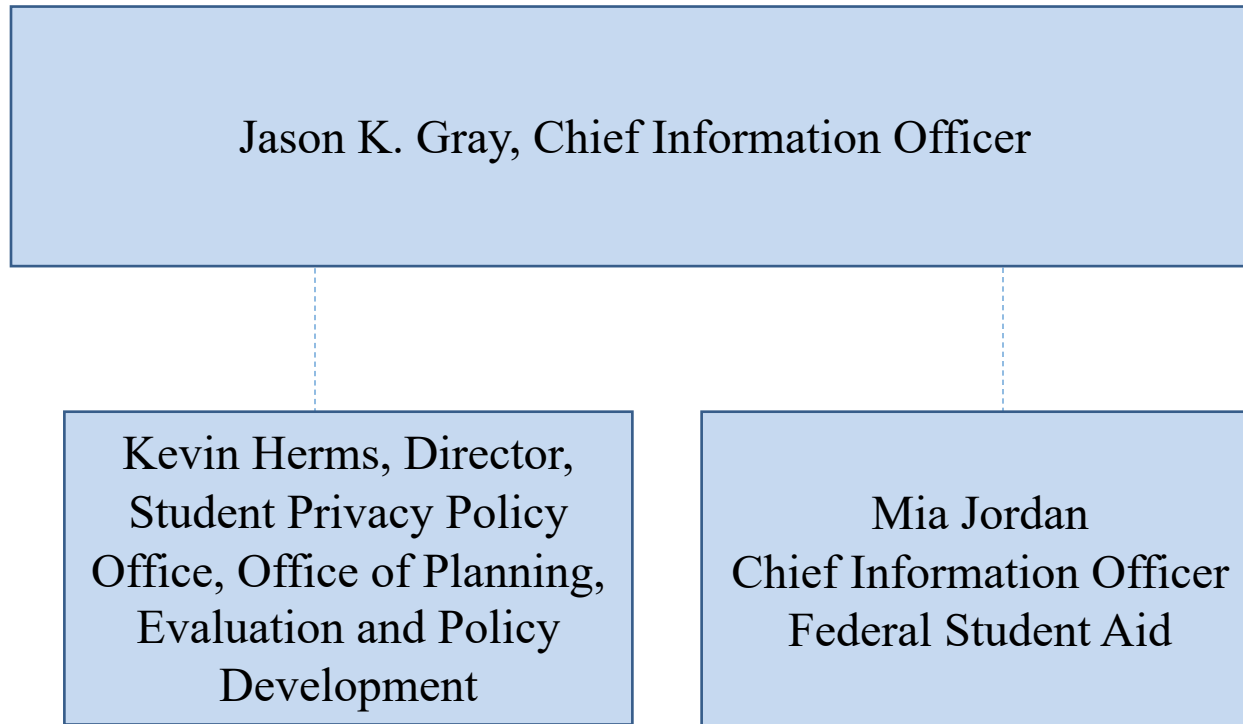 Jason K. Gray, Chief Information Officer
Kevin Herms, Director,
Student Privacy Policy
Office, Office of Planning,
Evaluation and Policy
Development
Mia Jordan
Chief Information Officer
Federal Student Aid